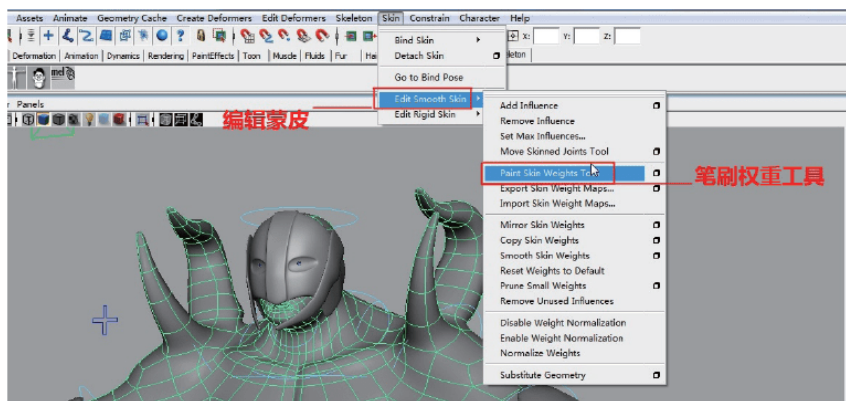 Assets Animate Geometry Cache Create Deformers Edit Deformers Skeleton Skin Constrain Character Help
X: Y: Z:
Deformation Animation Dynamics Rendering PaintEffects Toon Muscle Fluids Fur
mel
Panels
Bind Skin
Detach Skin
Go to Bind Pose
Edit Smooth Skin
Edit Rigid Skin
编辑蒙皮
Add Influence
Remove Influence
Set Max Influences...
Move Skinned Joints Tool
Paint Skin Weights Tool
Export Skin Weight Maps...
Import Skin Weight Maps...
Mirror Skin Weights
Copy Skin Weights
Smooth Skin Weights
Reset Weights to Default
Prune Small Weights
Remove Unused Influences
Disable Weight Normalization
Enable Weight Normalization
Normalize Weights
Substitute Geometry
笔刷权重工具